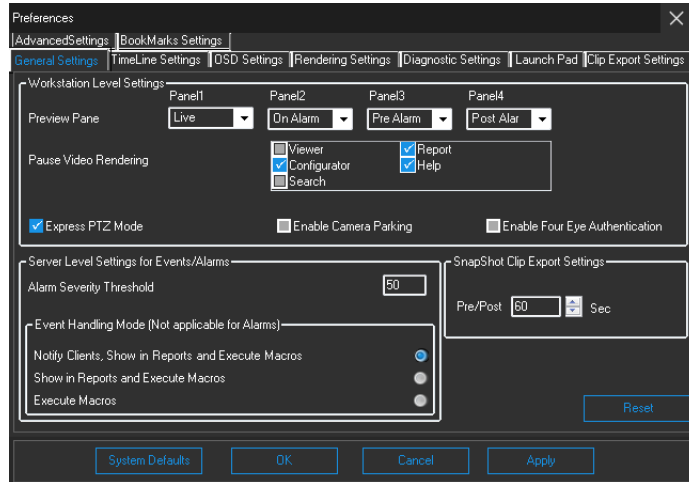 Preferences
AdvancedSettings BookMarks Settings
General Settings TimeLine Settings OSD Settings Rendering Settings Diagnostic Settings Launch Pad Clip Export Settings
Workstation Level Settings
Panel1 Panel2 Panel3 Panel4
Preview Pane Live On Alarm Pre Alarm Post Alar
Viewer Report
Pause Video Rendering Configurator Help
Search
Express PTZ Mode Enable Camera Parking Enable Four Eye Authentication
Server Level Settings for Events/Alarms SnapShot Clip Export Settings
Alarm Severity Threshold 50
Pre/Post 60 Sec
Event Handling Mode (Not applicable for Alarms)
Notify Clients, Show in Reports and Execute Macros
Show in Reports and Execute Macros
Execute Macros
Reset
System Defaults OK Cancel Apply